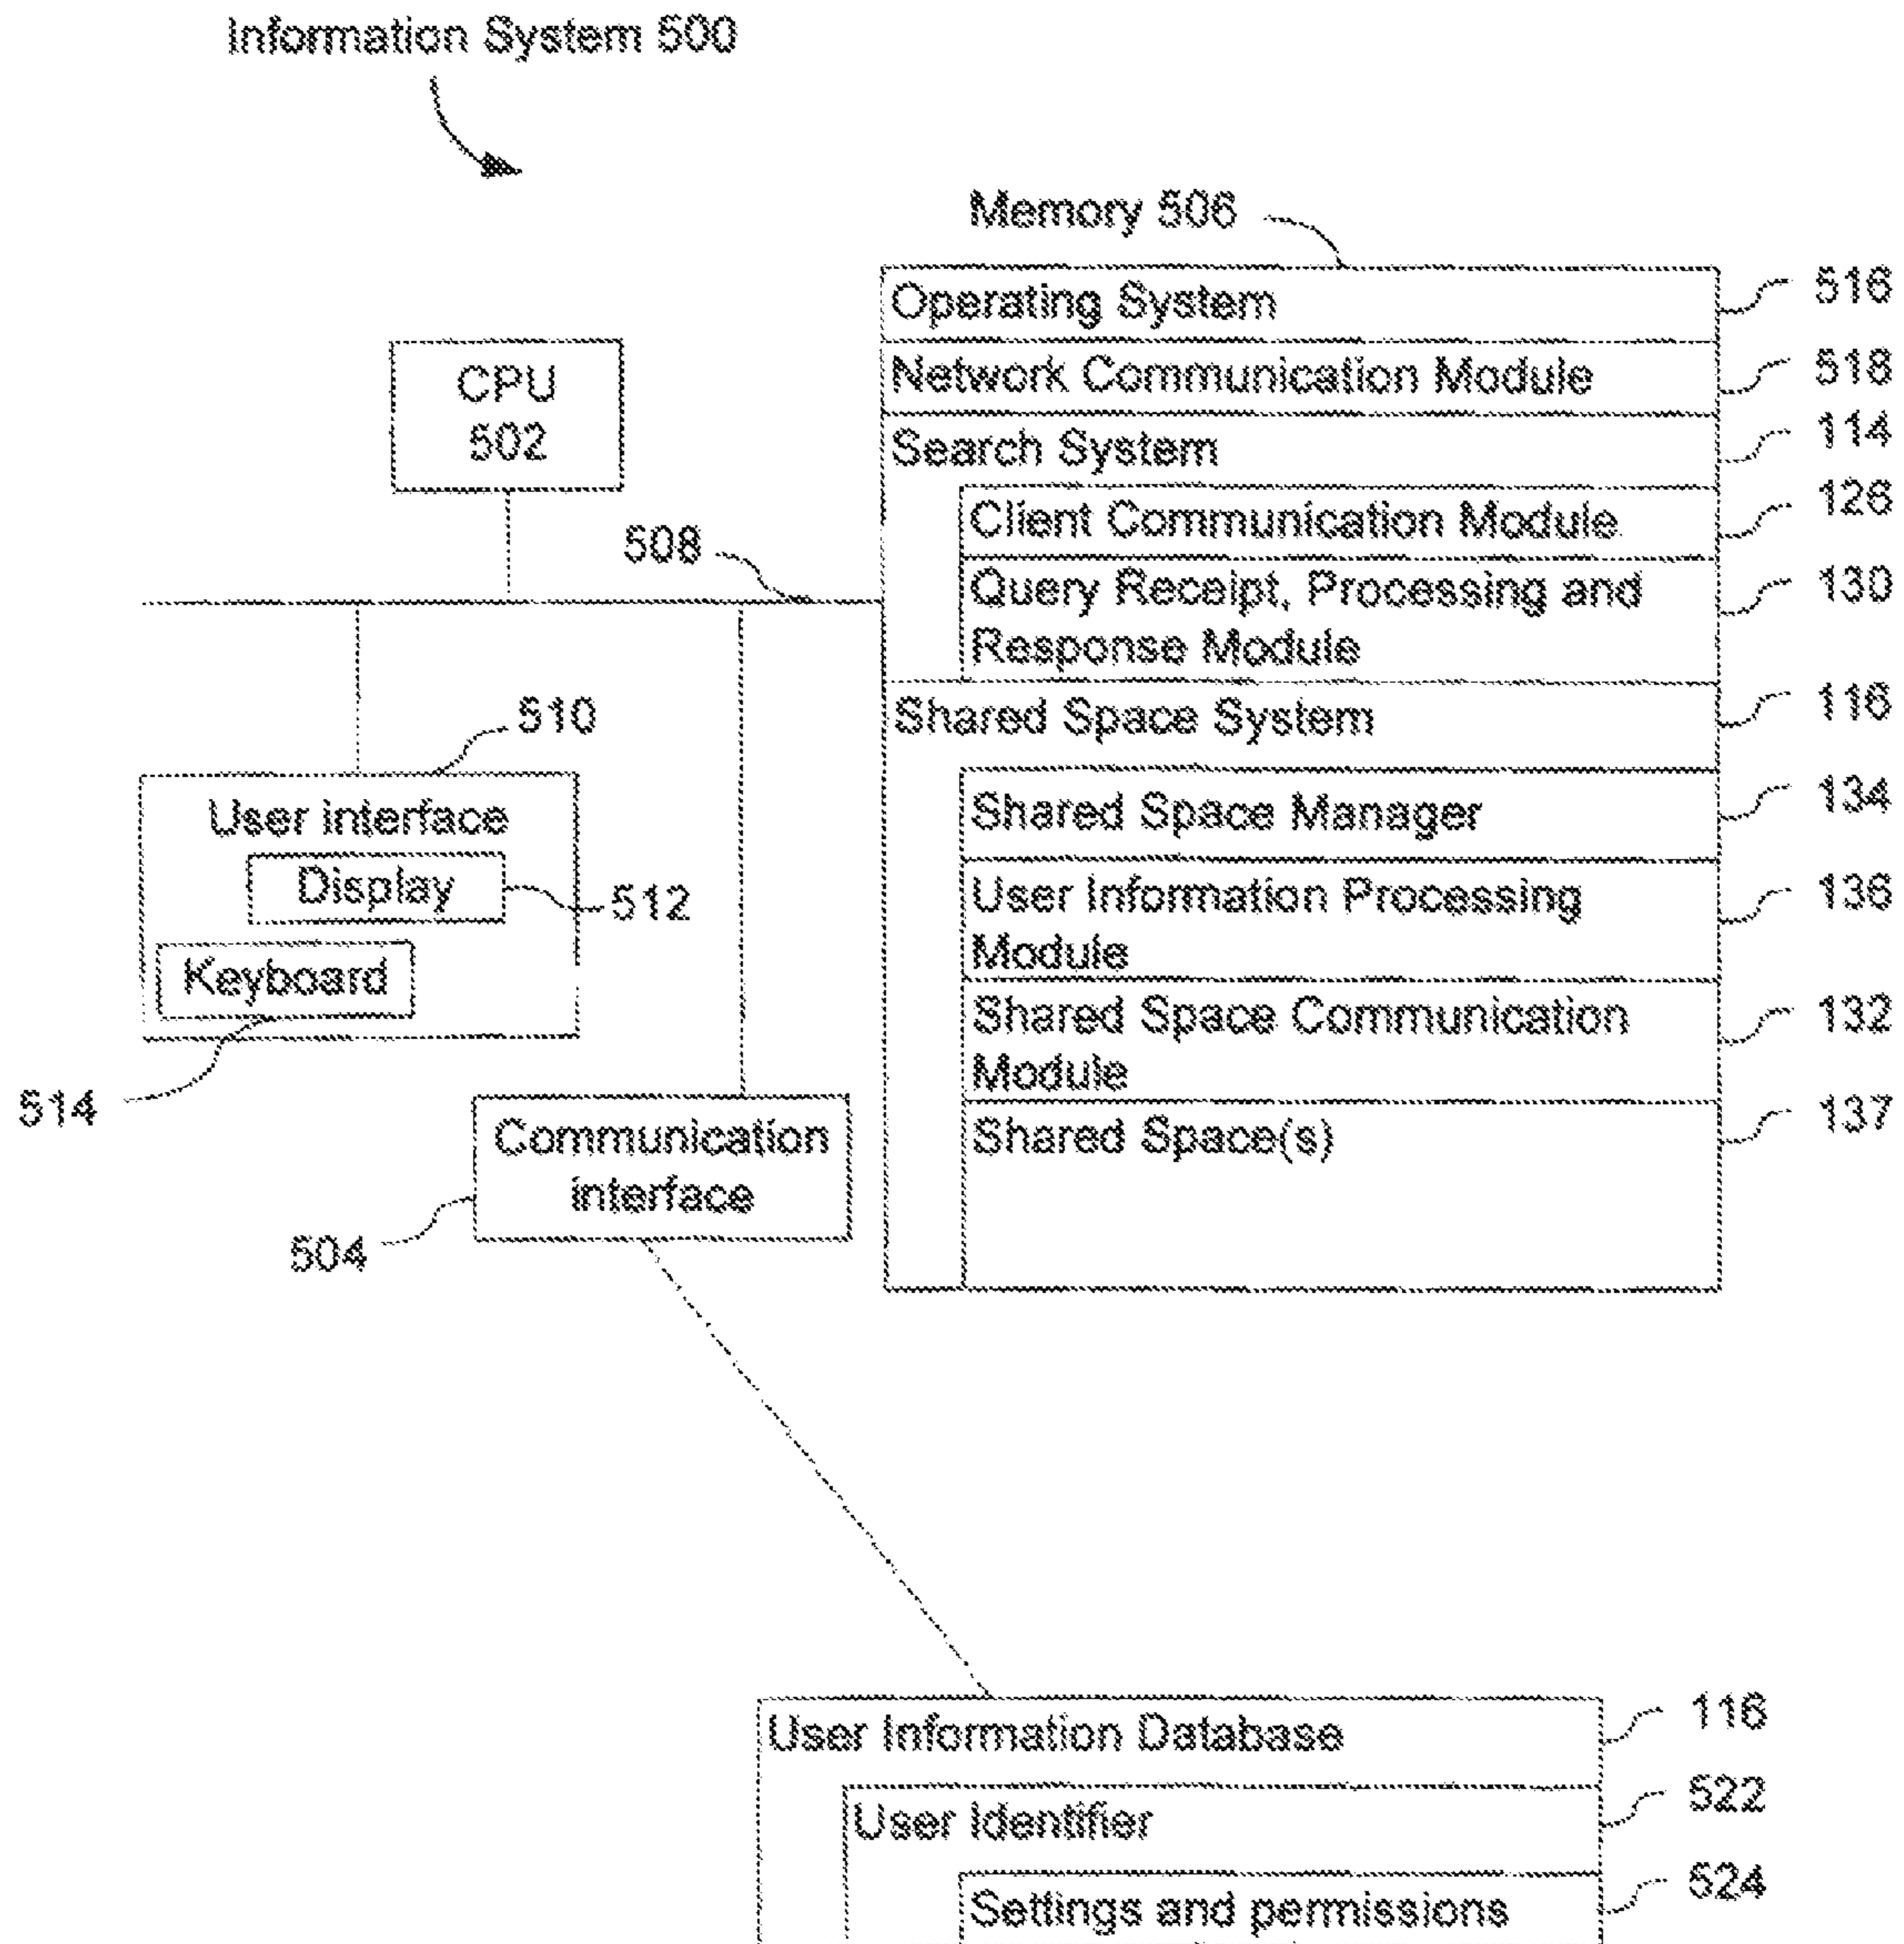 Information System 500
Memory 506
Operating System
516
Network Communication Module
518
Search System
114
Client Communication Module
126
Query Receipt, Processing and
Response Module
130
Shared Space System
116
Shared Space Manager
134
User Information Processing
Module
136
Shared Space Communication
Module
132
Shared Space(s)
137
CPU
502
508
510
User interface
Display
512
Keyboard
514
Communication
interface
504
User Information Database
116
User Identifier
522
Settings and permissions
524